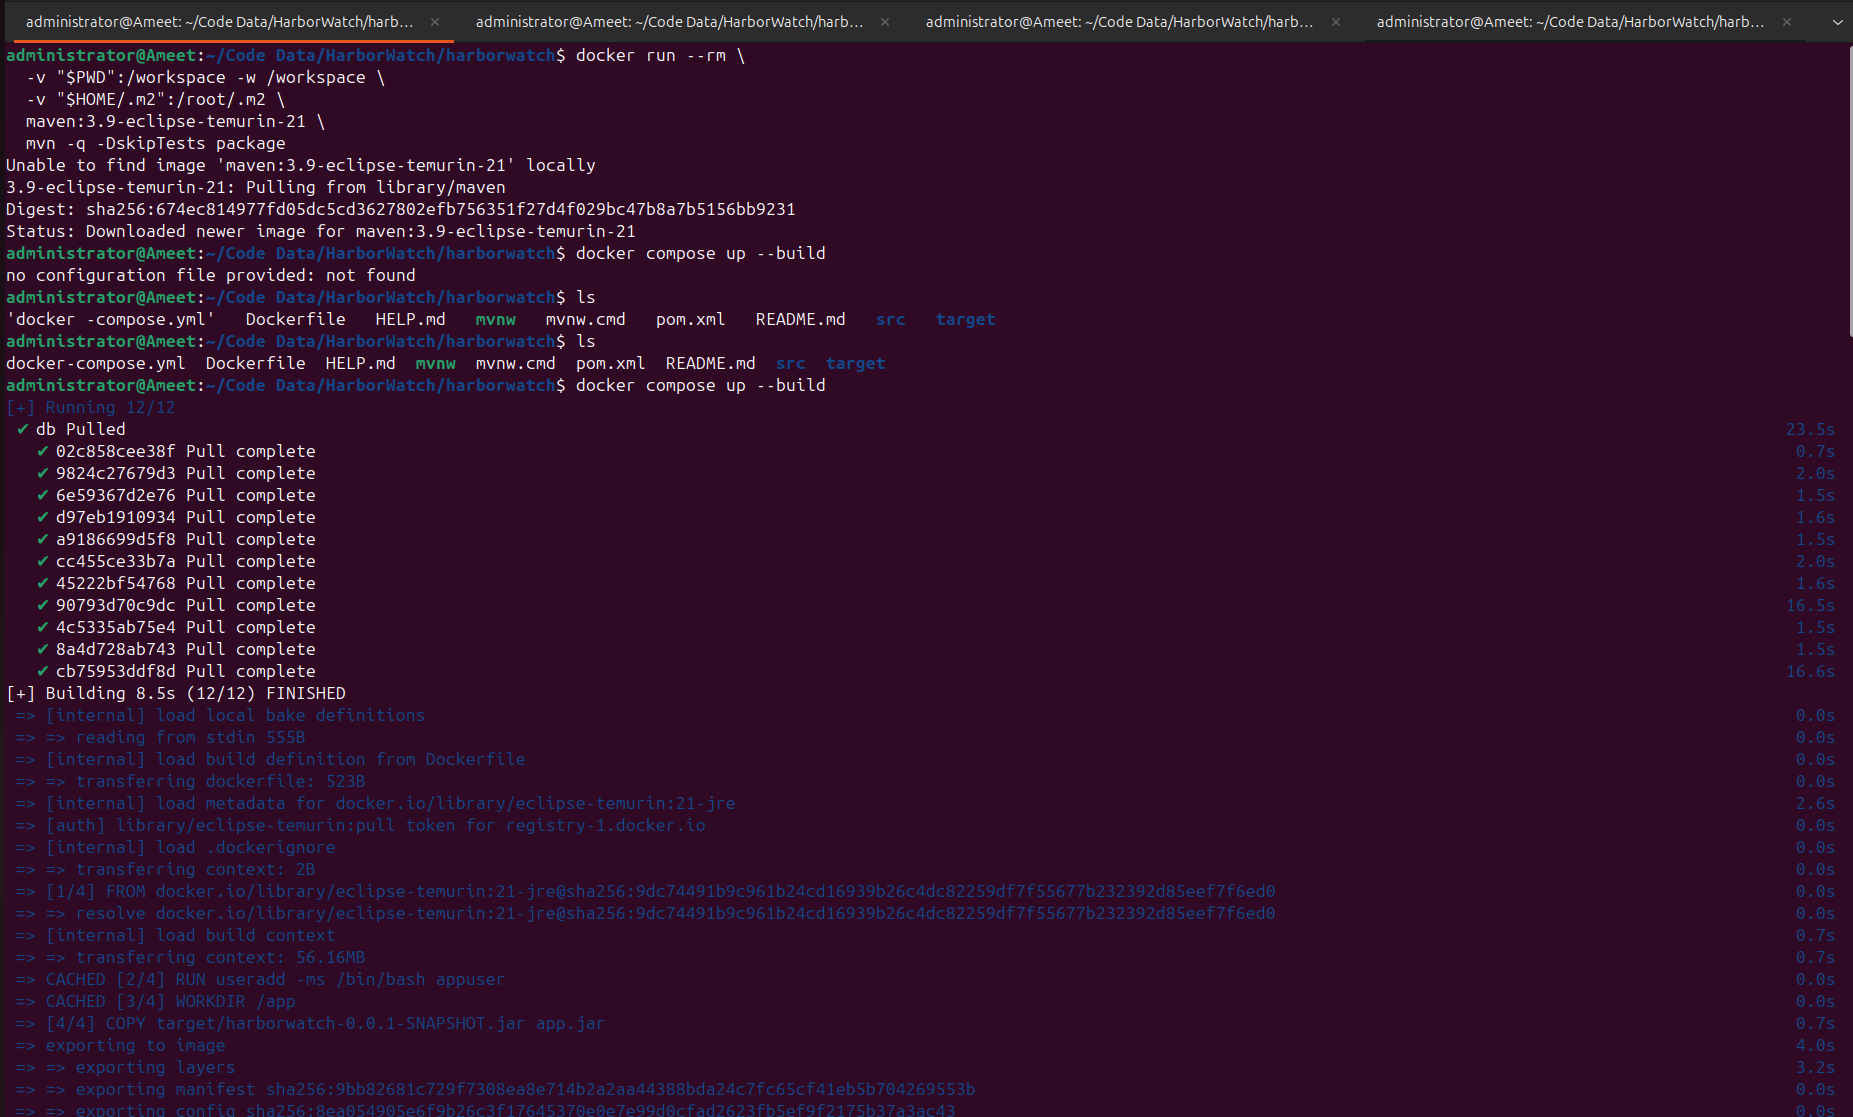 administrator@Ameet: ~/Code Data/HarborWatch/harb... × administrator@Ameet: ~/Code Data/HarborWatch/harb... × administrator@Ameet: ~/Code Data/HarborWatch/harb... × administrator@Ameet: ~/Code Data/HarborWatch/harb... ×
administrator@Ameet:~/Code Data/HarborWatch/harborwatch$ docker run --rm \
  -v "$PWD":/workspace -w /workspace \
  -v "$HOME/.m2":/root/.m2 \
  maven:3.9-eclipse-temurin-21 \
  mvn -q -DskipTests package
Unable to find image 'maven:3.9-eclipse-temurin-21' locally
3.9-eclipse-temurin-21: Pulling from library/maven
Digest: sha256:674ec814977fd05dc5cd3627802efb756351f27d4f029bc47b8a7b5156bb9231
Status: Downloaded newer image for maven:3.9-eclipse-temurin-21
administrator@Ameet:~/Code Data/HarborWatch/harborwatch$ docker compose up --build
no configuration file provided: not found
administrator@Ameet:~/Code Data/HarborWatch/harborwatch$ ls
'docker -compose.yml'   Dockerfile   HELP.md   mvnw   mvnw.cmd   pom.xml   README.md   src   target
administrator@Ameet:~/Code Data/HarborWatch/harborwatch$ ls
docker-compose.yml  Dockerfile  HELP.md  mvnw  mvnw.cmd  pom.xml  README.md  src  target
administrator@Ameet:~/Code Data/HarborWatch/harborwatch$ docker compose up --build
[+] Running 12/12
 ✔ db Pulled 23.5s
   ✔ 02c858cee38f Pull complete 0.7s
   ✔ 9824c27679d3 Pull complete 2.0s
   ✔ 6e59367d2e76 Pull complete 1.5s
   ✔ d97eb1910934 Pull complete 1.6s
   ✔ a9186699d5f8 Pull complete 1.5s
   ✔ cc455ce33b7a Pull complete 2.0s
   ✔ 45222bf54768 Pull complete 1.6s
   ✔ 90793d70c9dc Pull complete 16.5s
   ✔ 4c5335ab75e4 Pull complete 1.5s
   ✔ 8a4d728ab743 Pull complete 1.5s
   ✔ cb75953ddf8d Pull complete 16.6s
[+] Building 8.5s (12/12) FINISHED
 => [internal] load local bake definitions 0.0s
 => => reading from stdin 555B 0.0s
 => [internal] load build definition from Dockerfile 0.0s
 => => transferring dockerfile: 523B 0.0s
 => [internal] load metadata for docker.io/library/eclipse-temurin:21-jre 2.6s
 => [auth] library/eclipse-temurin:pull token for registry-1.docker.io 0.0s
 => [internal] load .dockerignore 0.0s
 => => transferring context: 2B 0.0s
 => [1/4] FROM docker.io/library/eclipse-temurin:21-jre@sha256:9dc74491b9c961b24cd16939b26c4dc82259df7f55677b232392d85eef7f6ed0 0.0s
 => => resolve docker.io/library/eclipse-temurin:21-jre@sha256:9dc74491b9c961b24cd16939b26c4dc82259df7f55677b232392d85eef7f6ed0 0.0s
 => [internal] load build context 0.7s
 => => transferring context: 56.16MB 0.7s
 => CACHED [2/4] RUN useradd -ms /bin/bash appuser 0.0s
 => CACHED [3/4] WORKDIR /app 0.0s
 => [4/4] COPY target/harborwatch-0.0.1-SNAPSHOT.jar app.jar 0.7s
 => exporting to image 4.0s
 => => exporting layers 3.2s
 => => exporting manifest sha256:9bb82681c729f7308ea8e714b2a2aa44388bda24c7fc65cf41eb5b704269553b 0.0s
 => => exporting config sha256:8ea054905e6f9b26c3f17645370e0e7e99d0cfad2623fb5ef9f2175b37a3ac43 0.0s